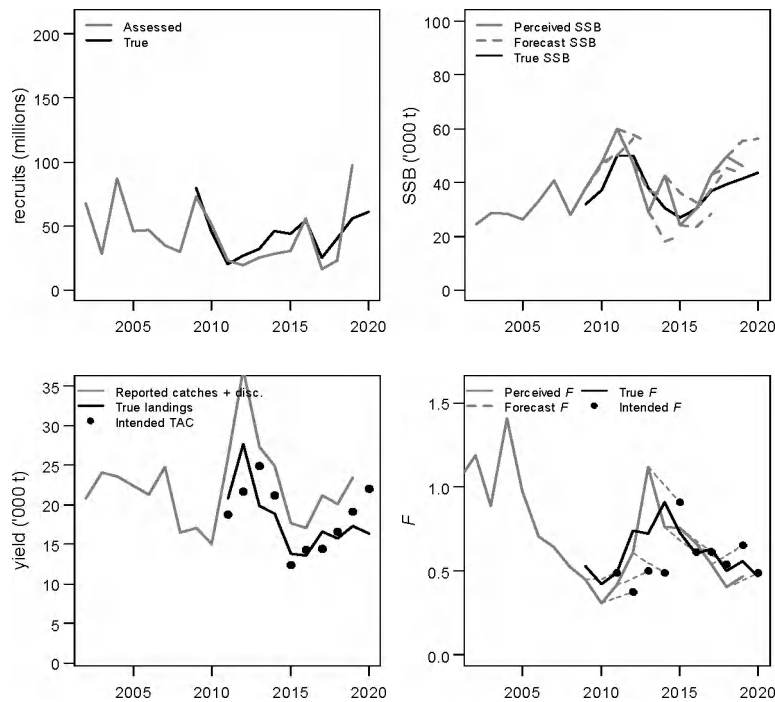 recruits (millions)
200
150
100
50
0
Assessed
True
2005 2010 2015 2020
SSB ('000 t)
100
80
60
40
20
0
Perceived SSB
Forecast SSB
True SSB
2005 2010 2015 2020
yield ('000 t)
35
30
25
20
15
10
5
0
Reported catches + disc.
True landings
Intended TAC
2005 2010 2015 2020
F
1.5
1.0
0.5
0.0
Perceived F True F
Forecast F Intended F
2005 2010 2015 2020